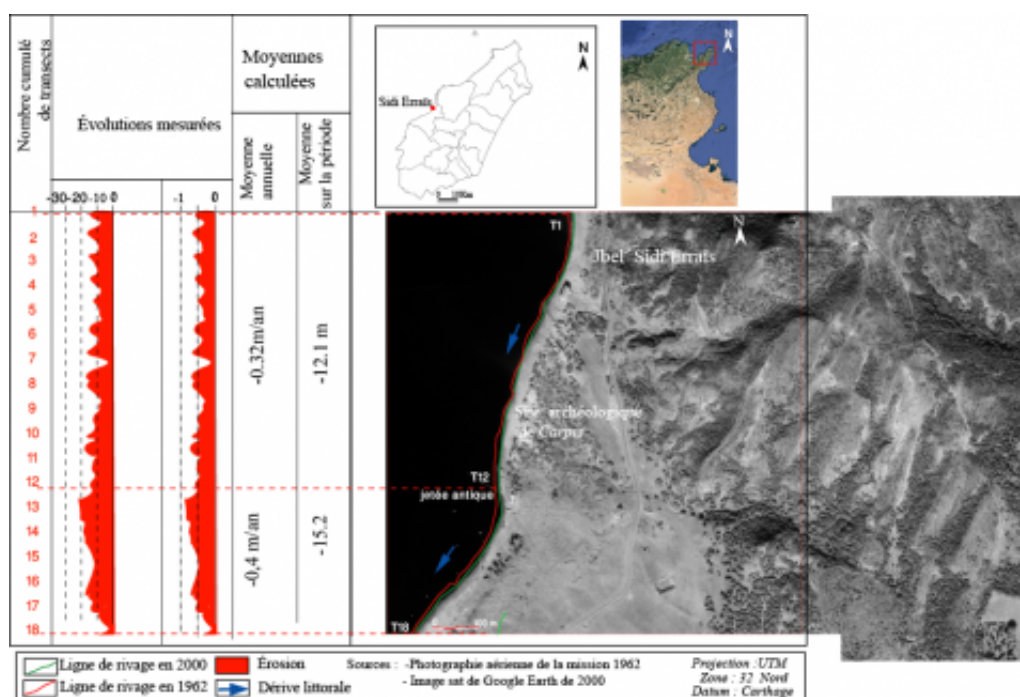 Nombre cumulé
de transects
Évolutions mesurées
Moyennes
calculées
Moyenne
annuelle
Moyenne
sur la période
-30-20-10 0
-1 0
1
2
3
4
5
6
7
8
9
10
11
12
13
14
15
16
17
18
-0.32m/an
-12.1 m
-0,4 m/an
-15.2
Sidi Erraïs
N
N
N
T1
Jbel Sidi Erraïs
Site archéologique
de Carpis
T12
jetée antique
T18
Ligne de rivage en 2000
Ligne de rivage en 1962
Érosion
Dérive littorale
Sources : -Photographie aérienne de la mission 1962
- Image sat de Google Earth de 2000
Projection :UTM
Zone : 32 Nord
Datum : Carthage